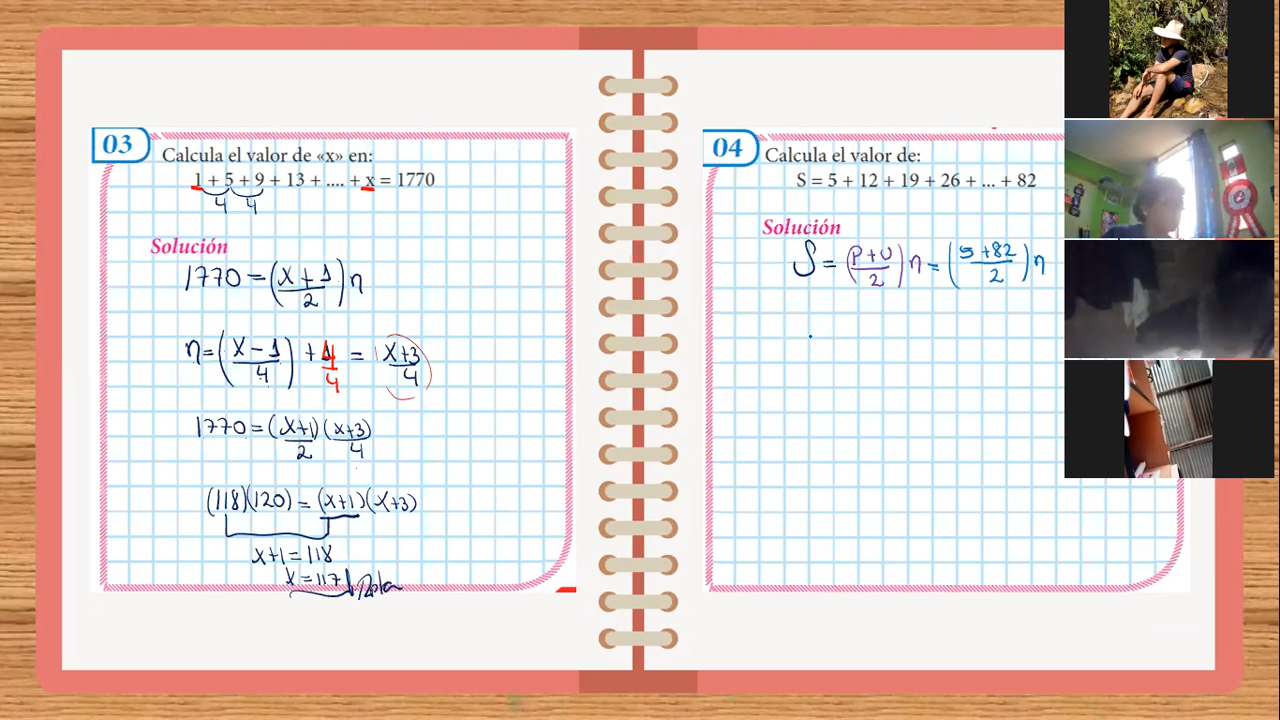 03
Calcula el valor de «x» en:
1 + 5 + 9 + 13 + .... + x = 1770
4 4
Solución
1770 = (x + 1 / 2) n
n = (x - 1 / 4) + 4 / 4 = x+3 / 4
1770 = (x+1 / 2) (x+3 / 4)
(118)(120) = (x+1)(x+3)
x+1 = 118
x = 117 Rpta
04
Calcula el valor de:
S = 5 + 12 + 19 + 26 + ... + 82
Solución
S = (P + U / 2) n = (5 + 82 / 2) n